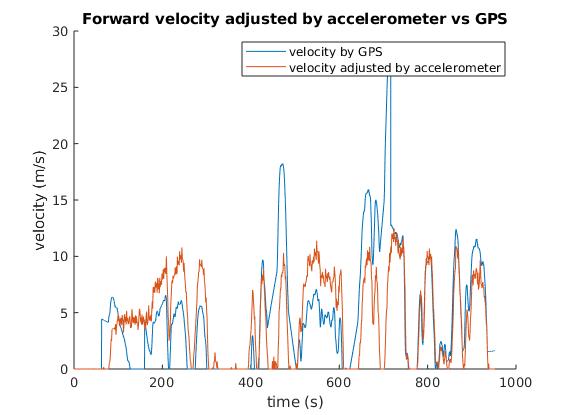 Forward velocity adjusted by accelerometer vs GPS
30
velocity by GPS
velocity adjusted by accelerometer
25
20
15
10
5
0
velocity (m/s)
0 200 400 600 800 1000
time (s)